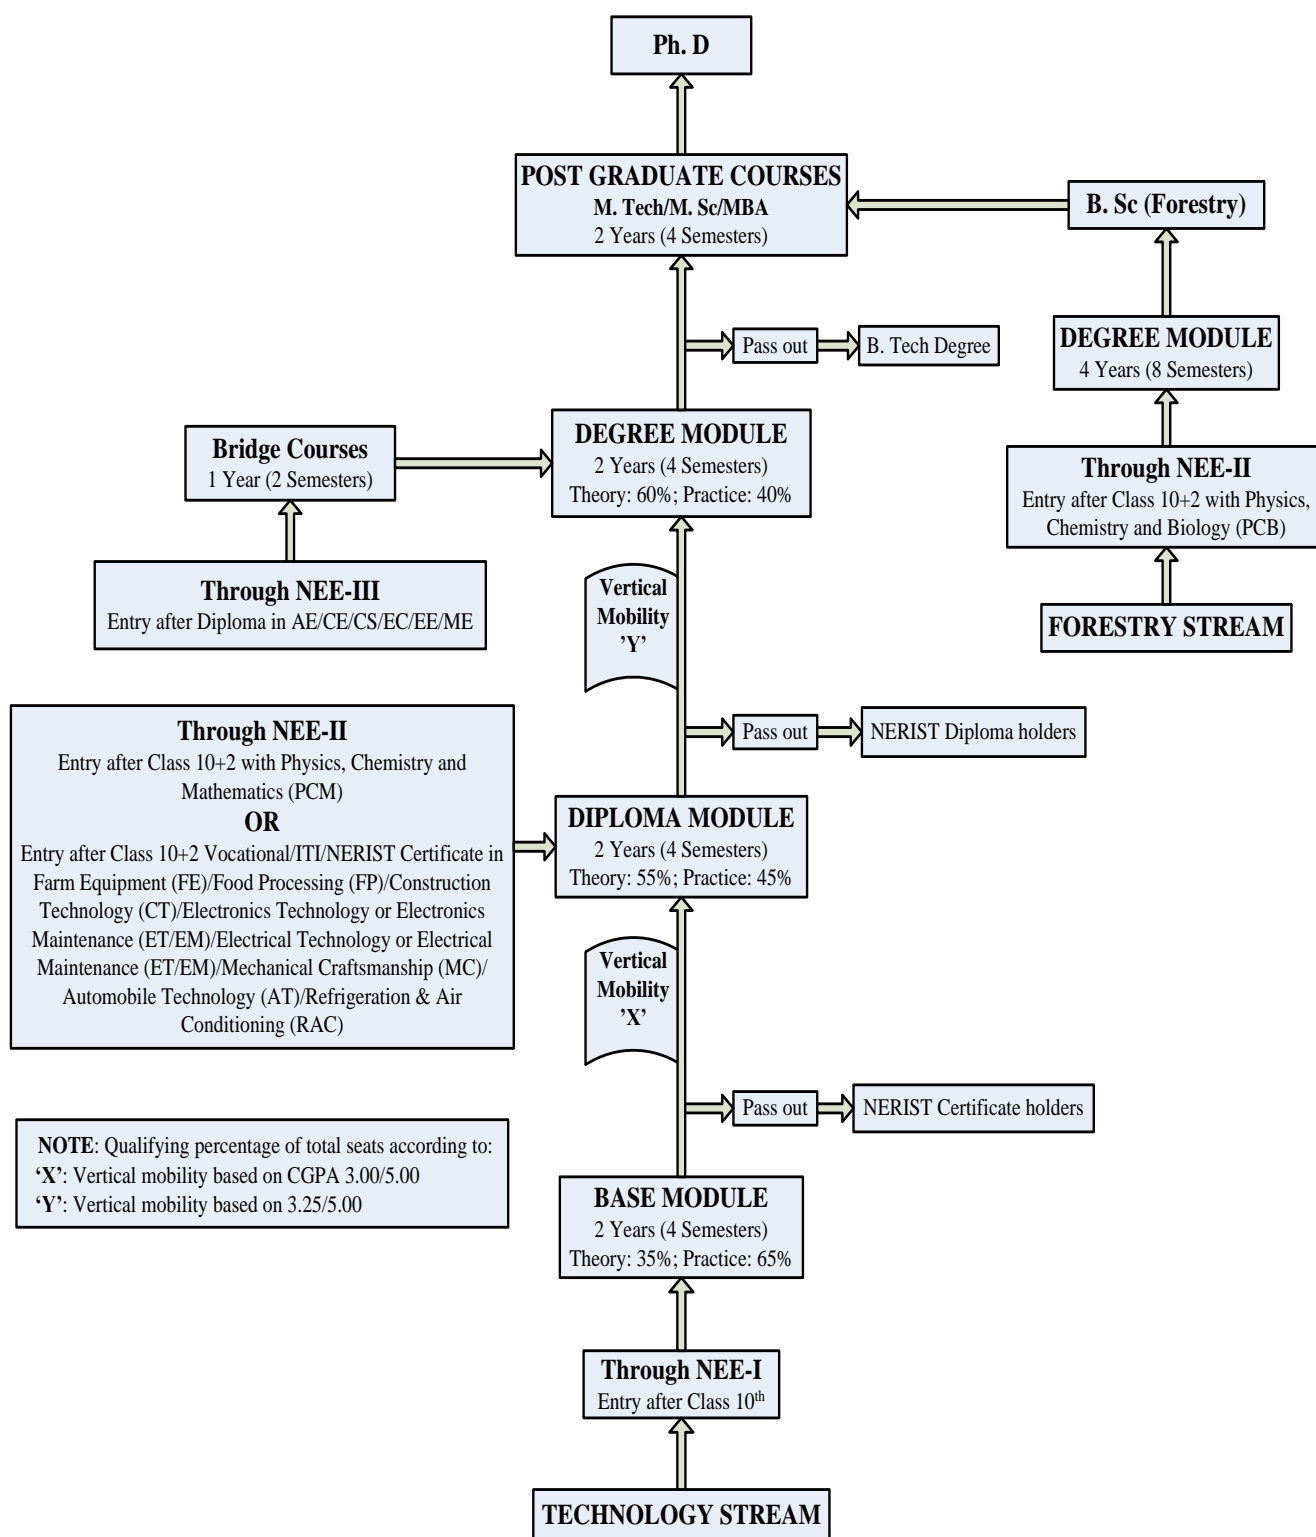 Ph. D
POST GRADUATE COURSES
M. Tech/M. Sc/MBA
2 Years (4 Semesters)
B. Sc (Forestry)
Pass out
B. Tech Degree
DEGREE MODULE
4 Years (8 Semesters)
Bridge Courses
1 Year (2 Semesters)
DEGREE MODULE
2 Years (4 Semesters)
Theory: 60%; Practice: 40%
Through NEE-II
Entry after Class 10+2 with Physics,
Chemistry and Biology (PCB)
Through NEE-III
Entry after Diploma in AE/CE/CS/EC/EE/ME
Vertical
Mobility
’Y’
FORESTRY STREAM
Pass out
NERIST Diploma holders
Through NEE-II
Entry after Class 10+2 with Physics, Chemistry and
Mathematics (PCM)
OR
Entry after Class 10+2 Vocational/ITI/NERIST Certificate in
Farm Equipment (FE)/Food Processing (FP)/Construction
Technology (CT)/Electronics Technology or Electronics
Maintenance (ET/EM)/Electrical Technology or Electrical
Maintenance (ET/EM)/Mechanical Craftsmanship (MC)/
Automobile Technology (AT)/Refrigeration & Air
Conditioning (RAC)
DIPLOMA MODULE
2 Years (4 Semesters)
Theory: 55%; Practice: 45%
Vertical
Mobility
’X’
Pass out
NERIST Certificate holders
NOTE: Qualifying percentage of total seats according to:
‘X’: Vertical mobility based on CGPA 3.00/5.00
‘Y’: Vertical mobility based on 3.25/5.00
BASE MODULE
2 Years (4 Semesters)
Theory: 35%; Practice: 65%
Through NEE-I
Entry after Class 10th
TECHNOLOGY STREAM